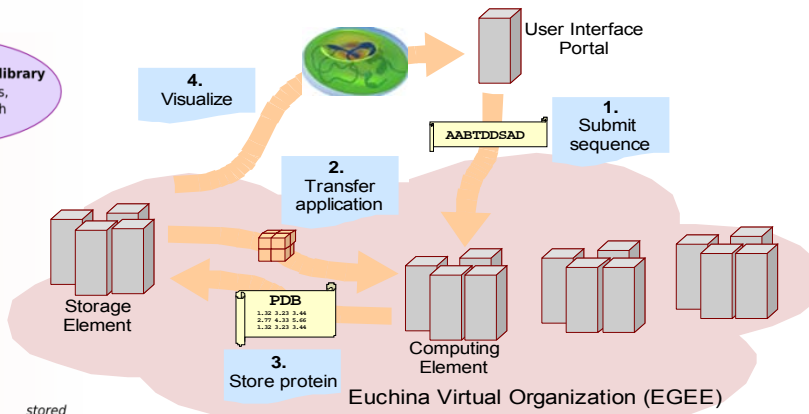 library
s,
h
4.
Visualize
User Interface
Portal
1.
Submit
sequence
AABTDDSAD
2.
Transfer
application
Storage
Element
PDB
1.32 3.23 3.44
2.77 4.33 5.66
1.32 3.23 3.44
3.
Store protein
Computing
Element
Euchina Virtual Organization (EGEE)
stored